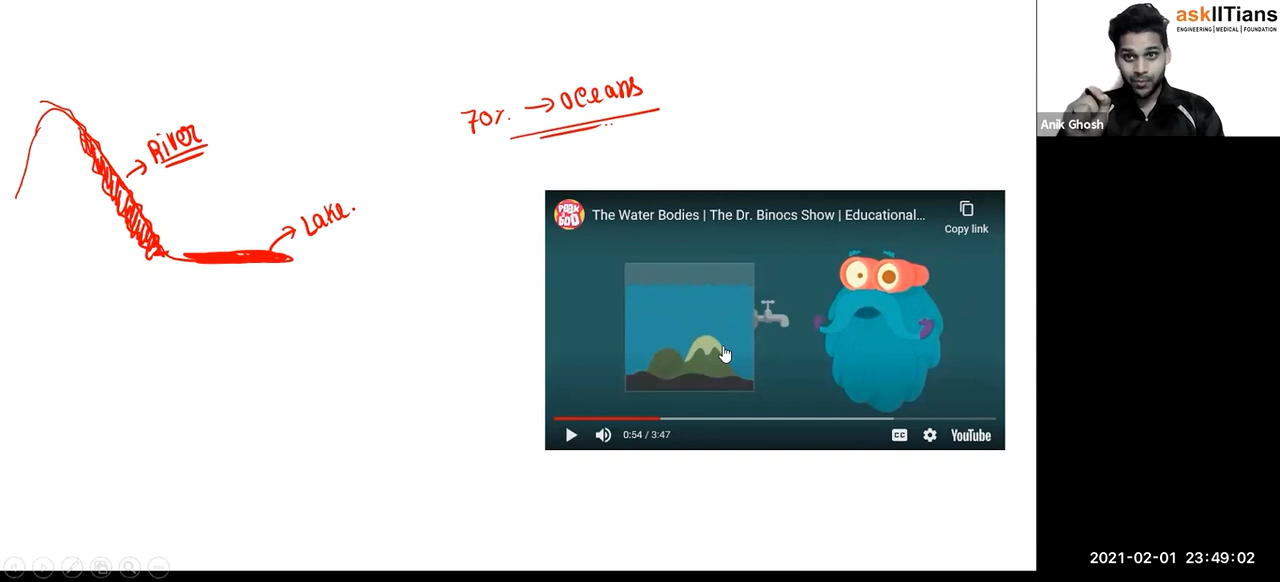 askIITians
ENGINEERING | MEDICAL | FOUNDATION
Anik Ghosh
70% → Oceans
River
Lake.
The Water Bodies | The Dr. Binocs Show | Educational...
Copy link
0:54 / 3:47
CC
YouTube
2021-02-01 23:49:02